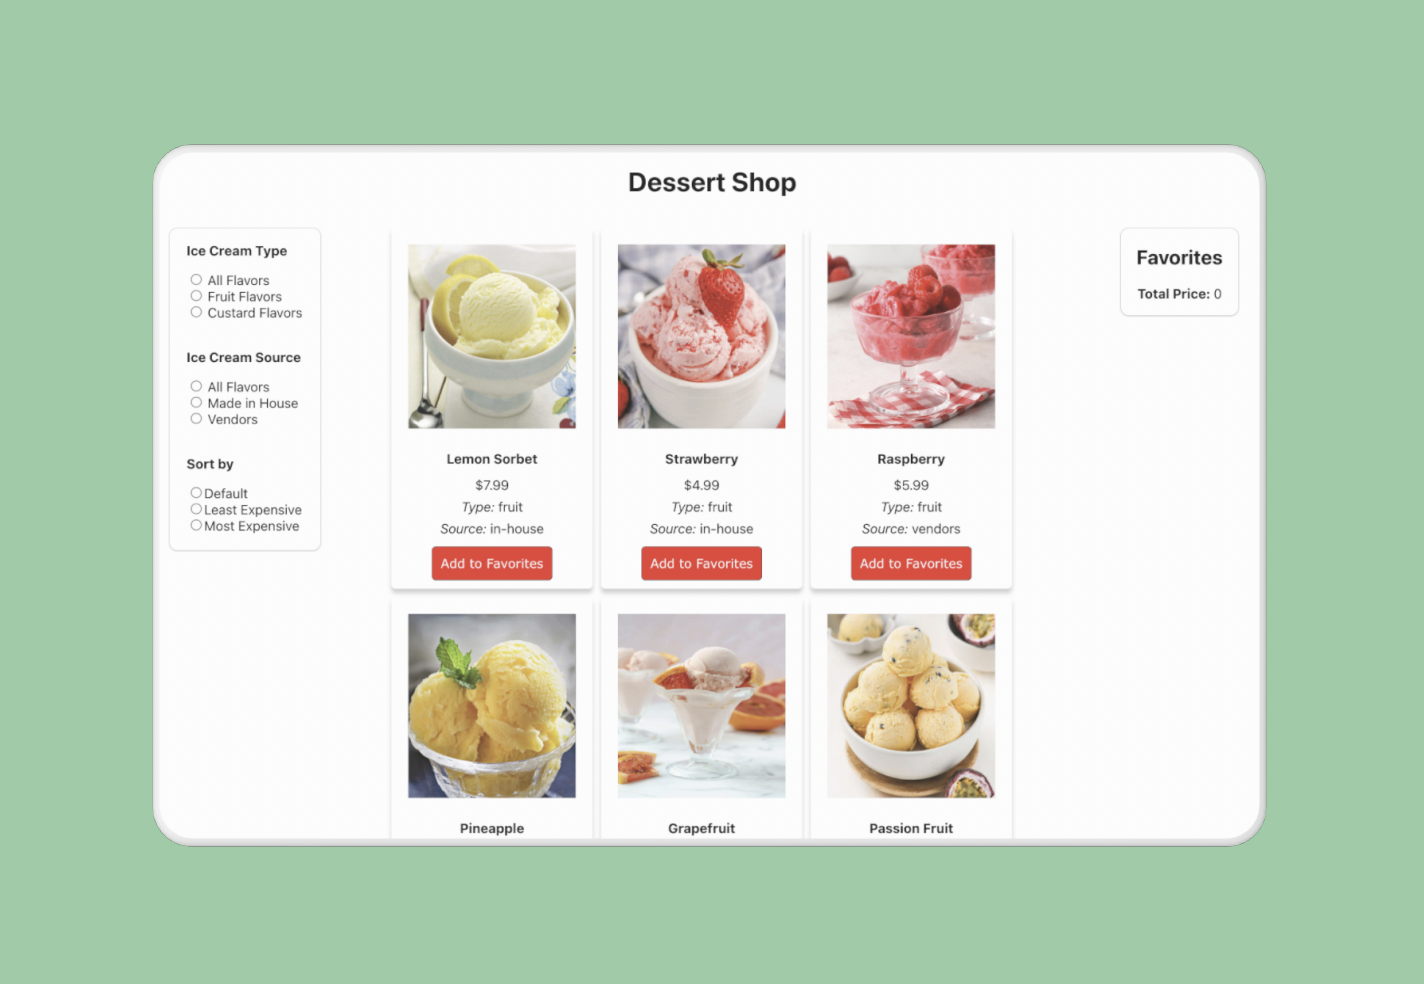 Dessert Shop
Ice Cream Type
All Flavors
Fruit Flavors
Custard Flavors
Ice Cream Source
All Flavors
Made in House
Vendors
Sort by
Default
Least Expensive
Most Expensive
Lemon Sorbet
$7.99
Type: fruit
Source: in-house
Add to Favorites
Strawberry
$4.99
Type: fruit
Source: in-house
Add to Favorites
Raspberry
$5.99
Type: fruit
Source: vendors
Add to Favorites
Pineapple
Grapefruit
Passion Fruit
Favorites
Total Price: 0